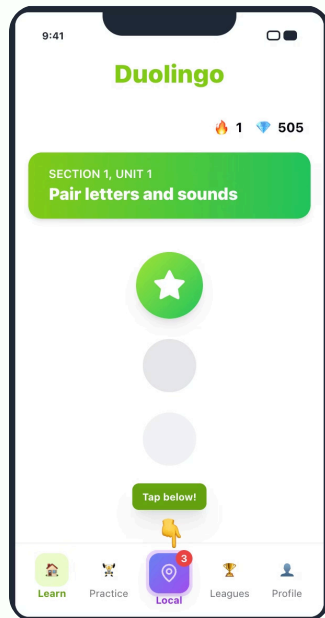 9:41
Duolingo
1 505
SECTION 1, UNIT 1
Pair letters and sounds
Tap below!
3
Learn Practice Local Leagues Profile